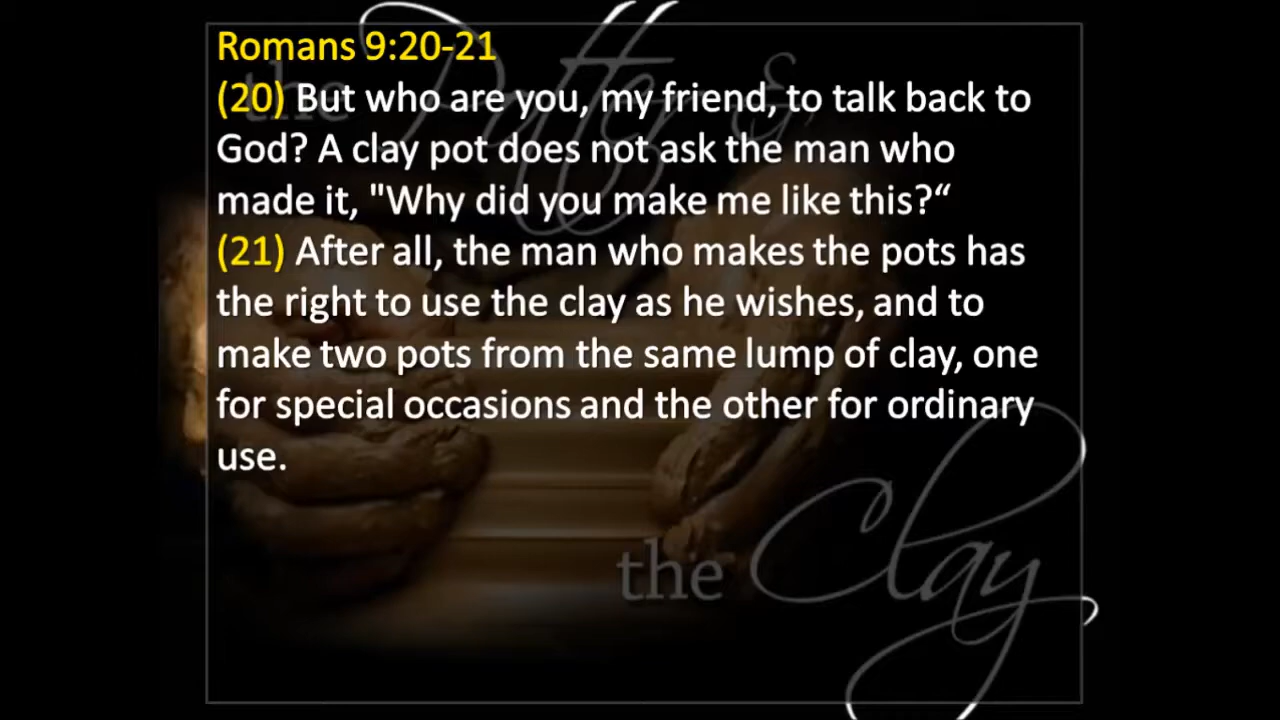 Romans 9:20-21
(20) But who are you, my friend, to talk back to
God? A clay pot does not ask the man who
made it, "Why did you make me like this?“
(21) After all, the man who makes the pots has
the right to use the clay as he wishes, and to
make two pots from the same lump of clay, one
for special occasions and the other for ordinary
use.
the Potter &
the Clay